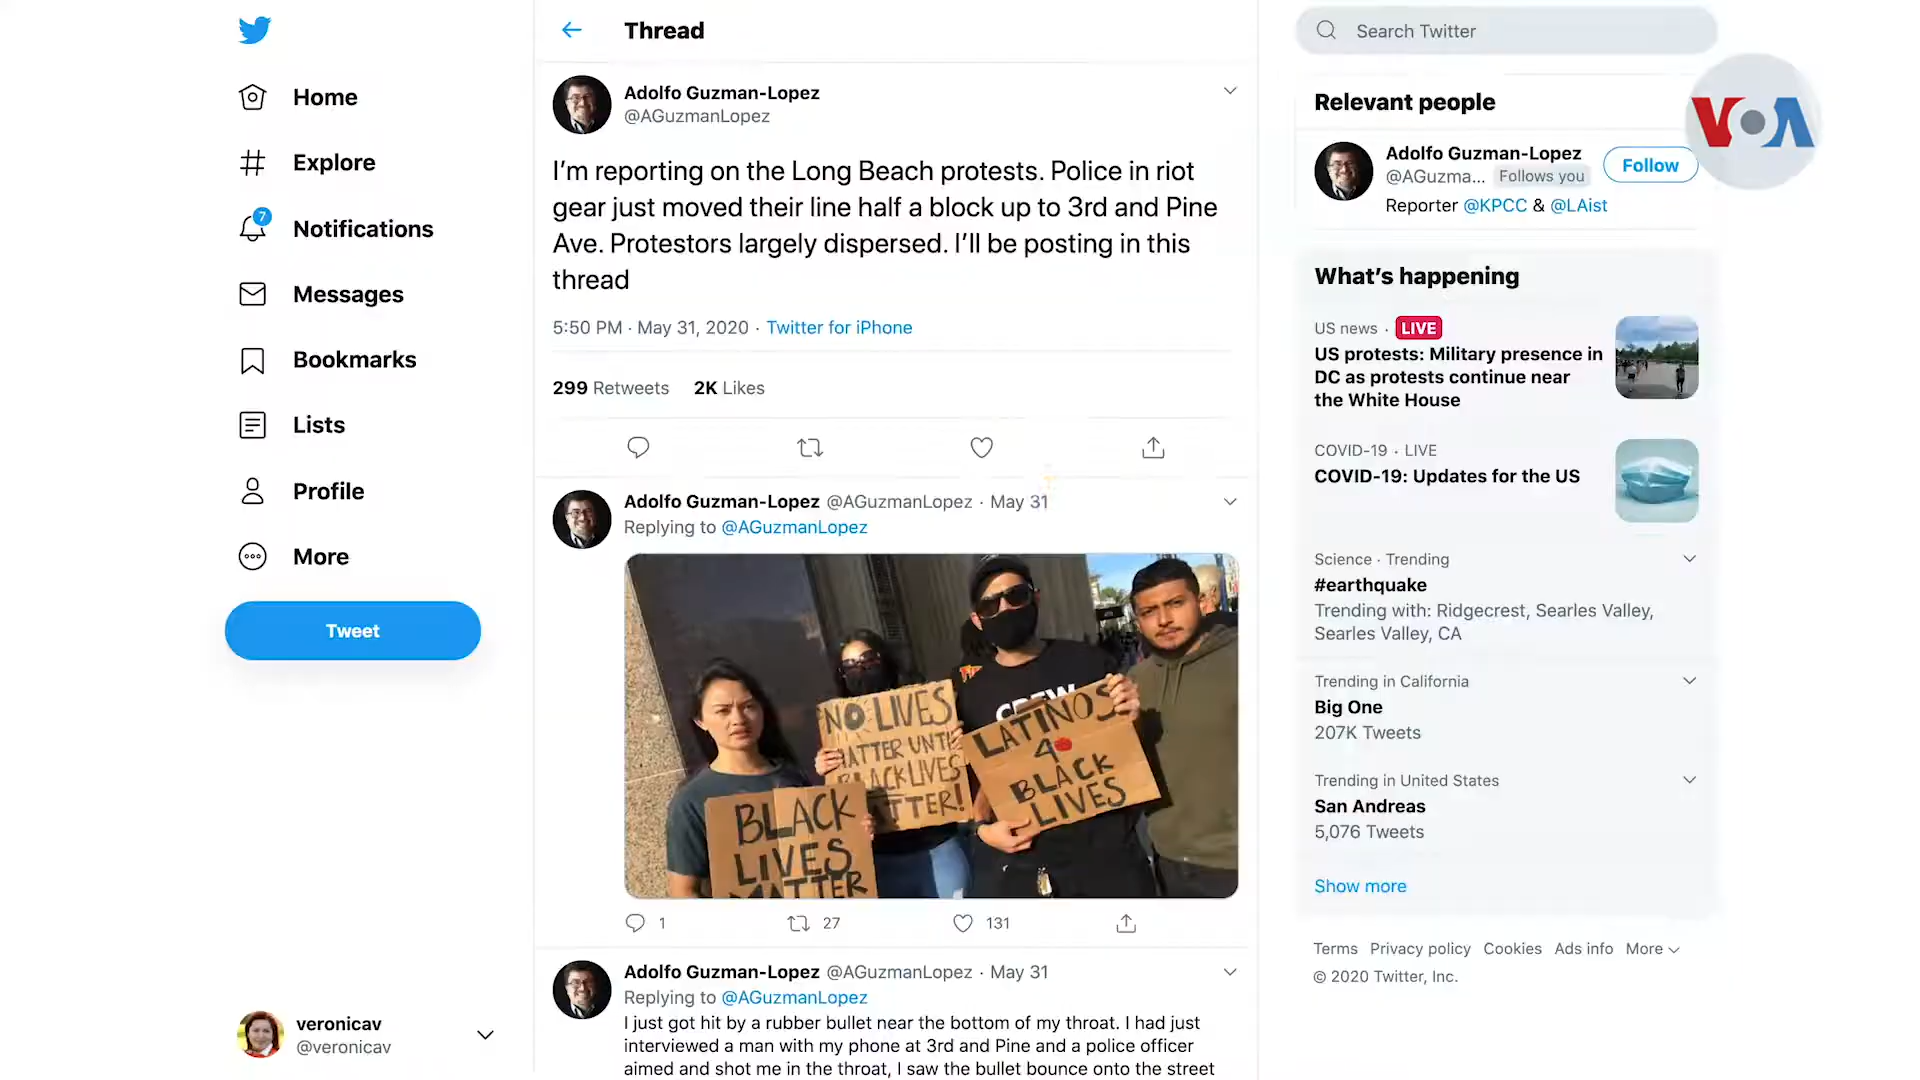 Home
Explore
7
Notifications
Messages
Bookmarks
Lists
Profile
More
Tweet
veronicav
@veronicav
Thread
Adolfo Guzman-Lopez
@AGuzmanLopez
I’m reporting on the Long Beach protests. Police in riot
gear just moved their line half a block up to 3rd and Pine
Ave. Protestors largely dispersed. I’ll be posting in this
thread
5:50 PM · May 31, 2020 · Twitter for iPhone
299 Retweets 2K Likes
Adolfo Guzman-Lopez @AGuzmanLopez · May 31
Replying to @AGuzmanLopez
NO LIVES
MATTER UNTIL
BLACK LIVES
MATTER!
CREW
LATINOS
4
BLACK
LIVES
BLACK
LIVES
MATTER
1 27 131
Adolfo Guzman-Lopez @AGuzmanLopez · May 31
Replying to @AGuzmanLopez
I just got hit by a rubber bullet near the bottom of my throat. I had just
interviewed a man with my phone at 3rd and Pine and a police officer
aimed and shot me in the throat, I saw the bullet bounce onto the street
Search Twitter
VOA
Relevant people
Adolfo Guzman-Lopez
@AGuzma... Follows you
Follow
Reporter @KPCC & @LAist
What’s happening
US news · LIVE
US protests: Military presence in
DC as protests continue near
the White House
COVID-19 · LIVE
COVID-19: Updates for the US
Science · Trending
#earthquake
Trending with: Ridgecrest, Searles Valley,
Searles Valley, CA
Trending in California
Big One
207K Tweets
Trending in United States
San Andreas
5,076 Tweets
Show more
Terms Privacy policy Cookies Ads info More
© 2020 Twitter, Inc.